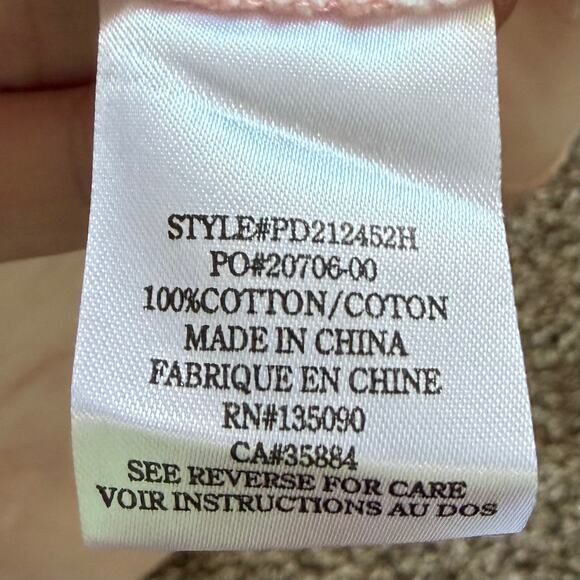 STYLE#PD212452H
PO#20706-00
100%COTTON/COTON
MADE IN CHINA
FABRIQUE EN CHINE
RN#135090
CA#35884
SEE REVERSE FOR CARE
VOIR INSTRUCTIONS AU DOS